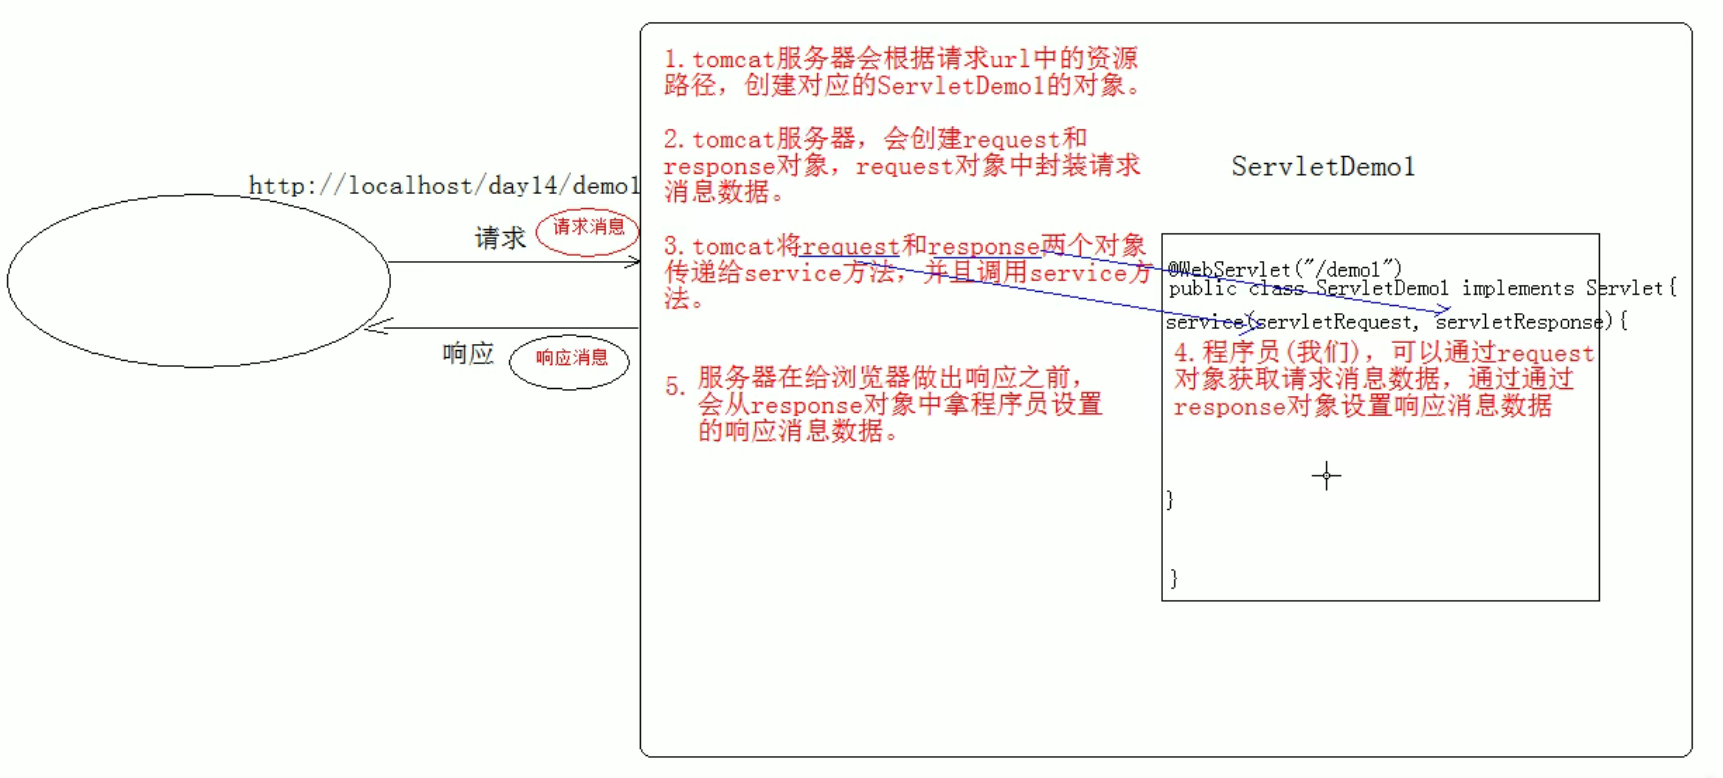 http://localhost/day14/demo1
请求
请求消息
响应
响应消息
1.tomcat服务器会根据请求url中的资源
路径，创建对应的ServletDemo1的对象。
2.tomcat服务器，会创建request和
response对象，request对象中封装请求
消息数据。
3.tomcat将request和response两个对象
传递给service方法，并且调用service方
法。
5.
服务器在给浏览器做出响应之前，
会从response对象中拿程序员设置
的响应消息数据。
ServletDemo1
@WebServlet("/demo1")
public class ServletDemo1 implements Servlet{
service(servletRequest, servletResponse){
4.程序员(我们)，可以通过request
对象获取请求消息数据，通过通过
response对象设置响应消息数据
}
}